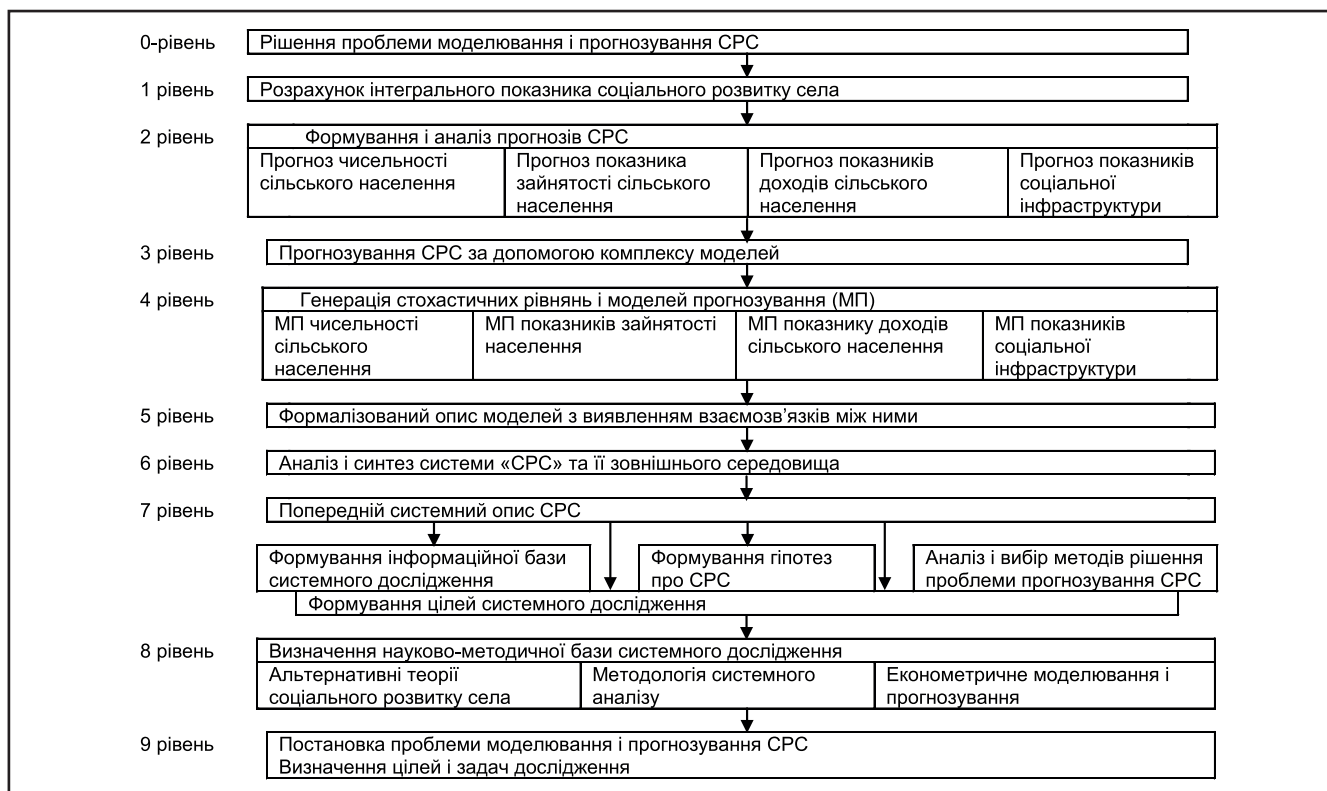 0-рівень
Рішення проблеми моделювання і прогнозування СРС
1 рівень
Розрахунок інтегрального показника соціального розвитку села
2 рівень
Формування і аналіз прогнозів СРС
Прогноз чисельності
сільського населення
Прогноз показника
зайнятості сільського
населення
Прогноз показників
доходів сільського
населення
Прогноз показників
соціальної
інфраструктури
3 рівень
Прогнозування СРС за допомогою комплексу моделей
4 рівень
Генерація стохастичних рівнянь і моделей прогнозування (МП)
МП чисельності
сільського
населення
МП показників зайнятості
населення
МП показнику доходів
сільського населення
МП показників
соціальної
інфраструктури
5 рівень
Формалізований опис моделей з виявленням взаємозв'язків між ними
6 рівень
Аналіз і синтез системи «СРС» та її зовнішнього середовища
7 рівень
Попередній системний опис СРС
Формування інформаційної бази
системного дослідження
Формування гіпотез
про СРС
Аналіз і вибір методів рішення
проблеми прогнозування СРС
Формування цілей системного дослідження
8 рівень
Визначення науково-методичної бази системного дослідження
Альтернативні теорії
соціального розвитку села
Методологія системного
аналізу
Економетричне моделювання і
прогнозування
9 рівень
Постановка проблеми моделювання і прогнозування СРС
Визначення цілей і задач дослідження